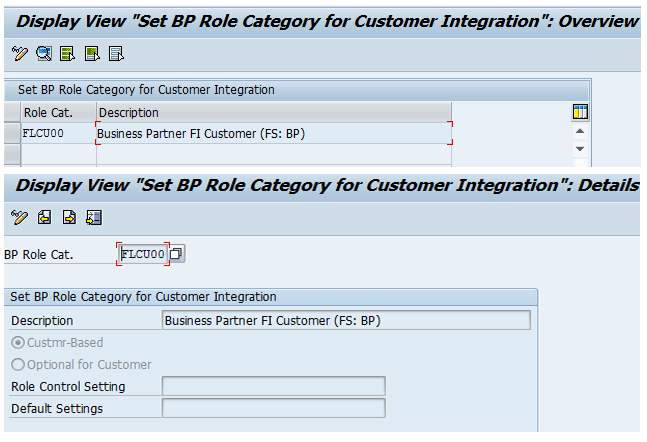 Display View "Set BP Role Category for Customer Integration": Overview
Set BP Role Category for Customer Integration
Role Cat. Description
FLCU00 Business Partner FI Customer (FS: BP)
Display View "Set BP Role Category for Customer Integration": Details
BP Role Cat. FLCU00
Set BP Role Category for Customer Integration
Description Business Partner FI Customer (FS: BP)
Custmr-Based
Optional for Customer
Role Control Setting
Default Settings